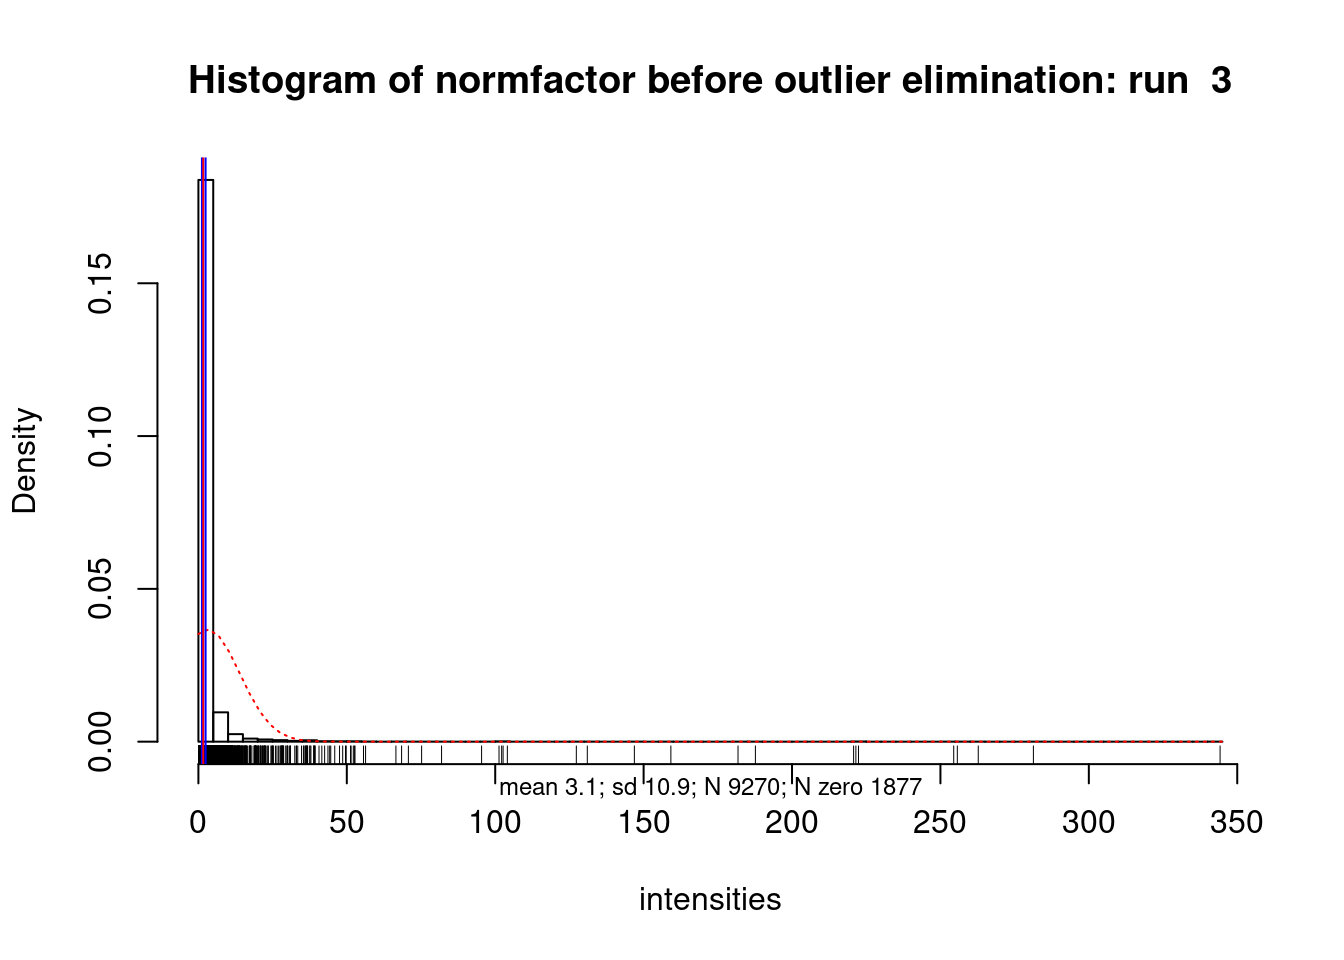 Histogram of normfactor before outlier elimination: run  3
Density
0.15
0.10
0.05
0.00
mean 3.1; sd 10.9; N 9270; N zero 1877
0 50 100 150 200 250 300 350
intensities